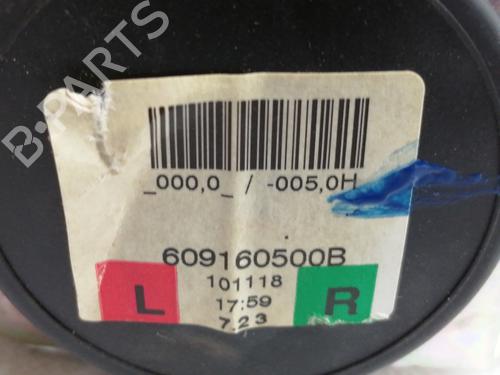 B-PARTS
_000,0_ / -005,0H
609160500B
L
101118
17:59
7.23
R